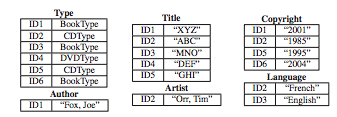 Type
ID1 BookType
ID2 CDType
ID3 BookType
ID4 DVDType
ID5 CDType
ID6 BookType
Author
ID1 “Fox, Joe”
Title
ID1 “XYZ”
ID2 “ABC”
ID3 “MNO”
ID4 “DEF”
ID5 “GHI”
Artist
ID2 “Orr, Tim”
Copyright
ID1 “2001”
ID2 “1985”
ID5 “1995”
ID6 “2004”
Language
ID2 “French”
ID3 “English”